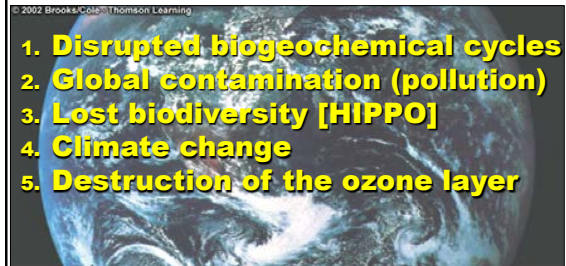 © 2002 Brooks/Cole - Thomson Learning
1. Disrupted biogeochemical cycles
2. Global contamination (pollution)
3. Lost biodiversity [HIPPO]
4. Climate change
5. Destruction of the ozone layer